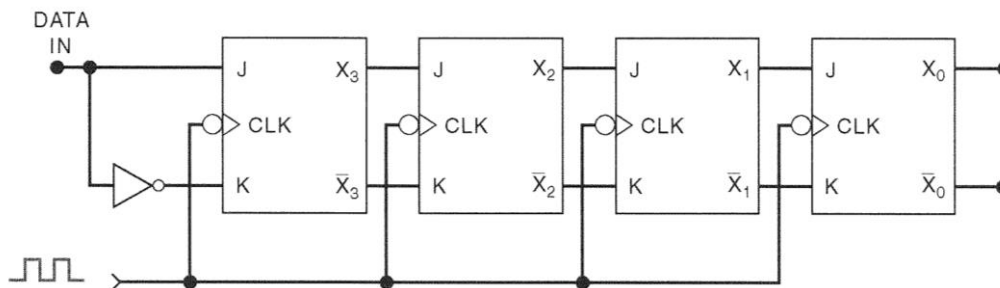 DATA
IN
J X₃ J X₂ J X₁ J X₀
CLK CLK CLK CLK
K X̄₃ K X̄₂ K X̄₁ K X̄₀